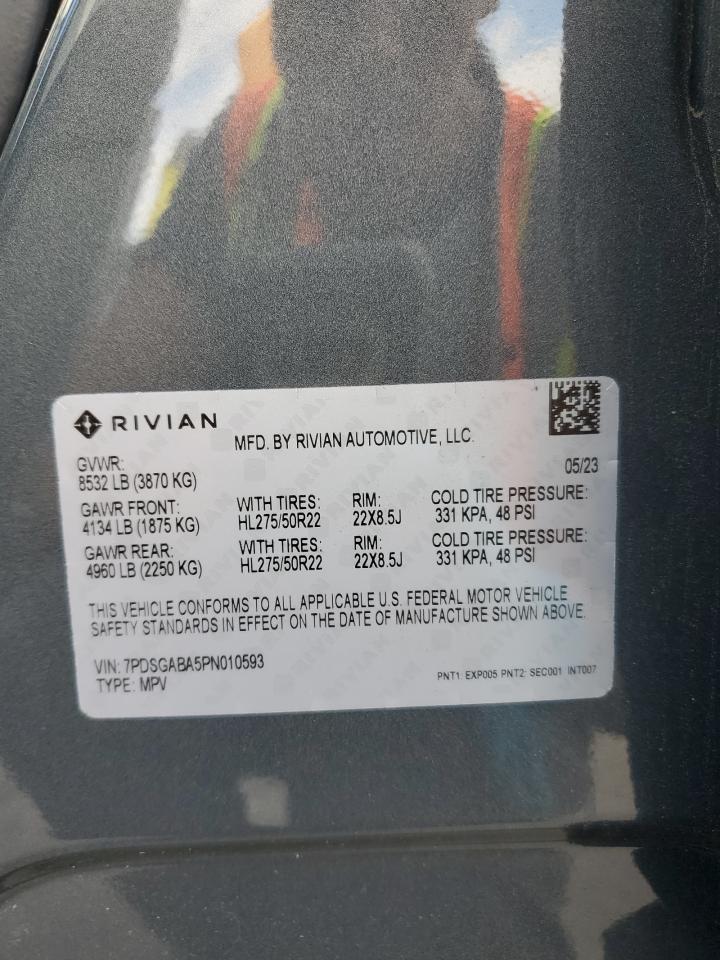 RIVIAN
MFD. BY RIVIAN AUTOMOTIVE, LLC.
GVWR:
8532 LB (3870 KG)
05/23
GAWR FRONT: WITH TIRES: RIM: COLD TIRE PRESSURE:
4134 LB (1875 KG) HL275/50R22 22X8.5J 331 KPA, 48 PSI
GAWR REAR: WITH TIRES: RIM: COLD TIRE PRESSURE:
4960 LB (2250 KG) HL275/50R22 22X8.5J 331 KPA, 48 PSI
THIS VEHICLE CONFORMS TO ALL APPLICABLE U.S. FEDERAL MOTOR VEHICLE
SAFETY STANDARDS IN EFFECT ON THE DATE OF MANUFACTURE SHOWN ABOVE.
VIN: 7PDSGABA5PN010593
TYPE: MPV
PNT1: EXP005 PNT2: SEC001 INT007